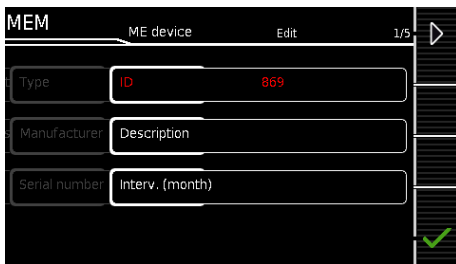 MEM
ME device Edit 1/5
Type ID 869
Manufacturer Description
Serial number Interv. (month)